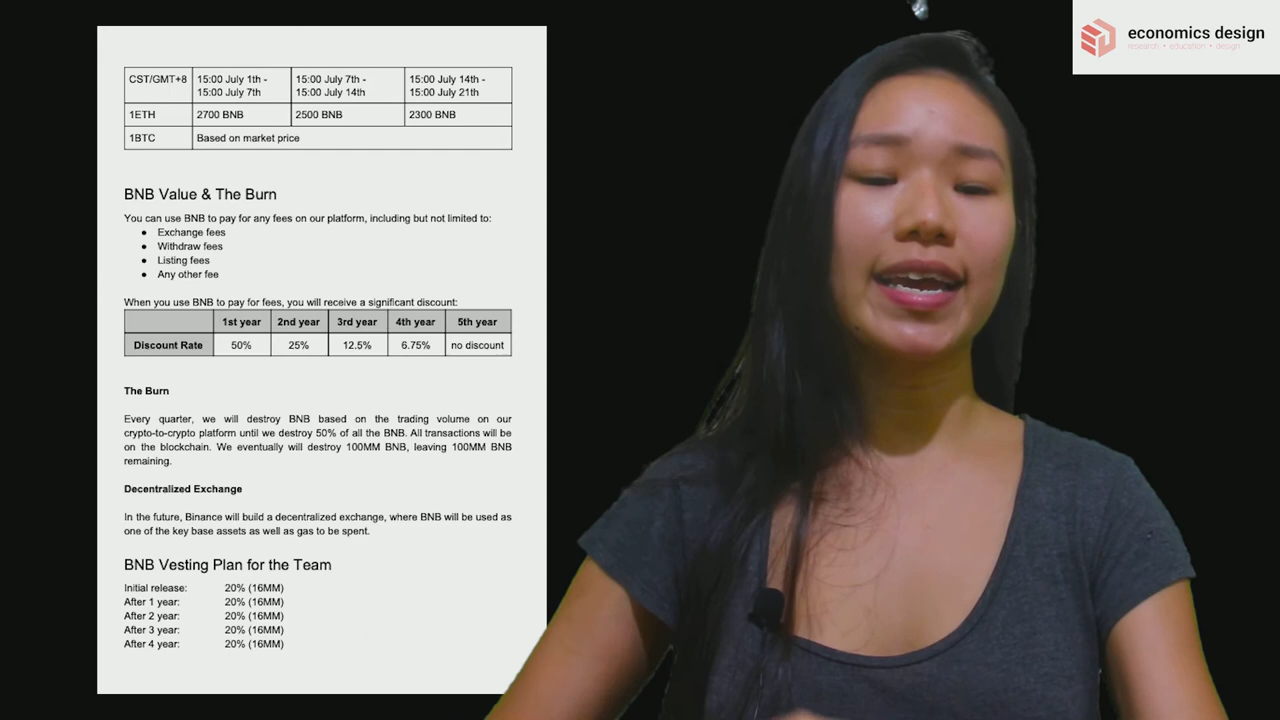 economics design
research • education • design
CST/GMT+8 15:00 July 1th - 15:00 July 7th - 15:00 July 14th -
15:00 July 7th 15:00 July 14th 15:00 July 21th
1ETH 2700 BNB 2500 BNB 2300 BNB
1BTC Based on market price
BNB Value & The Burn
You can use BNB to pay for any fees on our platform, including but not limited to:
● Exchange fees
● Withdraw fees
● Listing fees
● Any other fee
When you use BNB to pay for fees, you will receive a significant discount:
1st year 2nd year 3rd year 4th year 5th year
Discount Rate 50% 25% 12.5% 6.75% no discount
The Burn
Every quarter, we will destroy BNB based on the trading volume on our
crypto-to-crypto platform until we destroy 50% of all the BNB. All transactions will be
on the blockchain. We eventually will destroy 100MM BNB, leaving 100MM BNB
remaining.
Decentralized Exchange
In the future, Binance will build a decentralized exchange, where BNB will be used as
one of the key base assets as well as gas to be spent.
BNB Vesting Plan for the Team
Initial release: 20% (16MM)
After 1 year: 20% (16MM)
After 2 year: 20% (16MM)
After 3 year: 20% (16MM)
After 4 year: 20% (16MM)